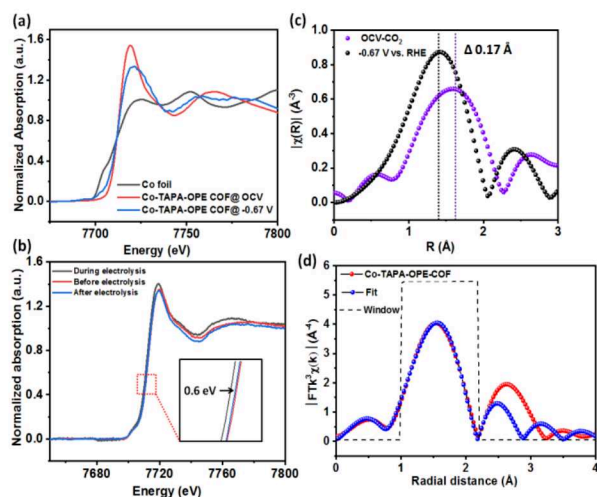 (a)
Normalized Absorption (a.u.)
1.6
1.2
0.8
0.4
0.0
Co foil
Co-TAPA-OPE COF@ OCV
Co-TAPA-OPE COF@ -0.67 V
7700
7750
7800
Energy (eV)
(c)
|χ(R)| (Å⁻³)
1.0
0.8
0.6
0.4
0.2
0.0
OCV-CO₂
-0.67 V vs. RHE
Δ 0.17 Å
0
1
2
3
R (Å)
(b)
Normalized absorption (a.u.)
1.6
1.2
0.8
0.4
0.0
During electrolysis
Before electrolysis
After electrolysis
0.6 eV
7680
7720
7760
7800
Energy (eV)
(d)
|FTk³χ(k)| (Å⁻⁴)
6
5
4
3
2
1
0
Co-TAPA-OPE-COF
Fit
Window
0
1
2
3
4
Radial distance (Å)